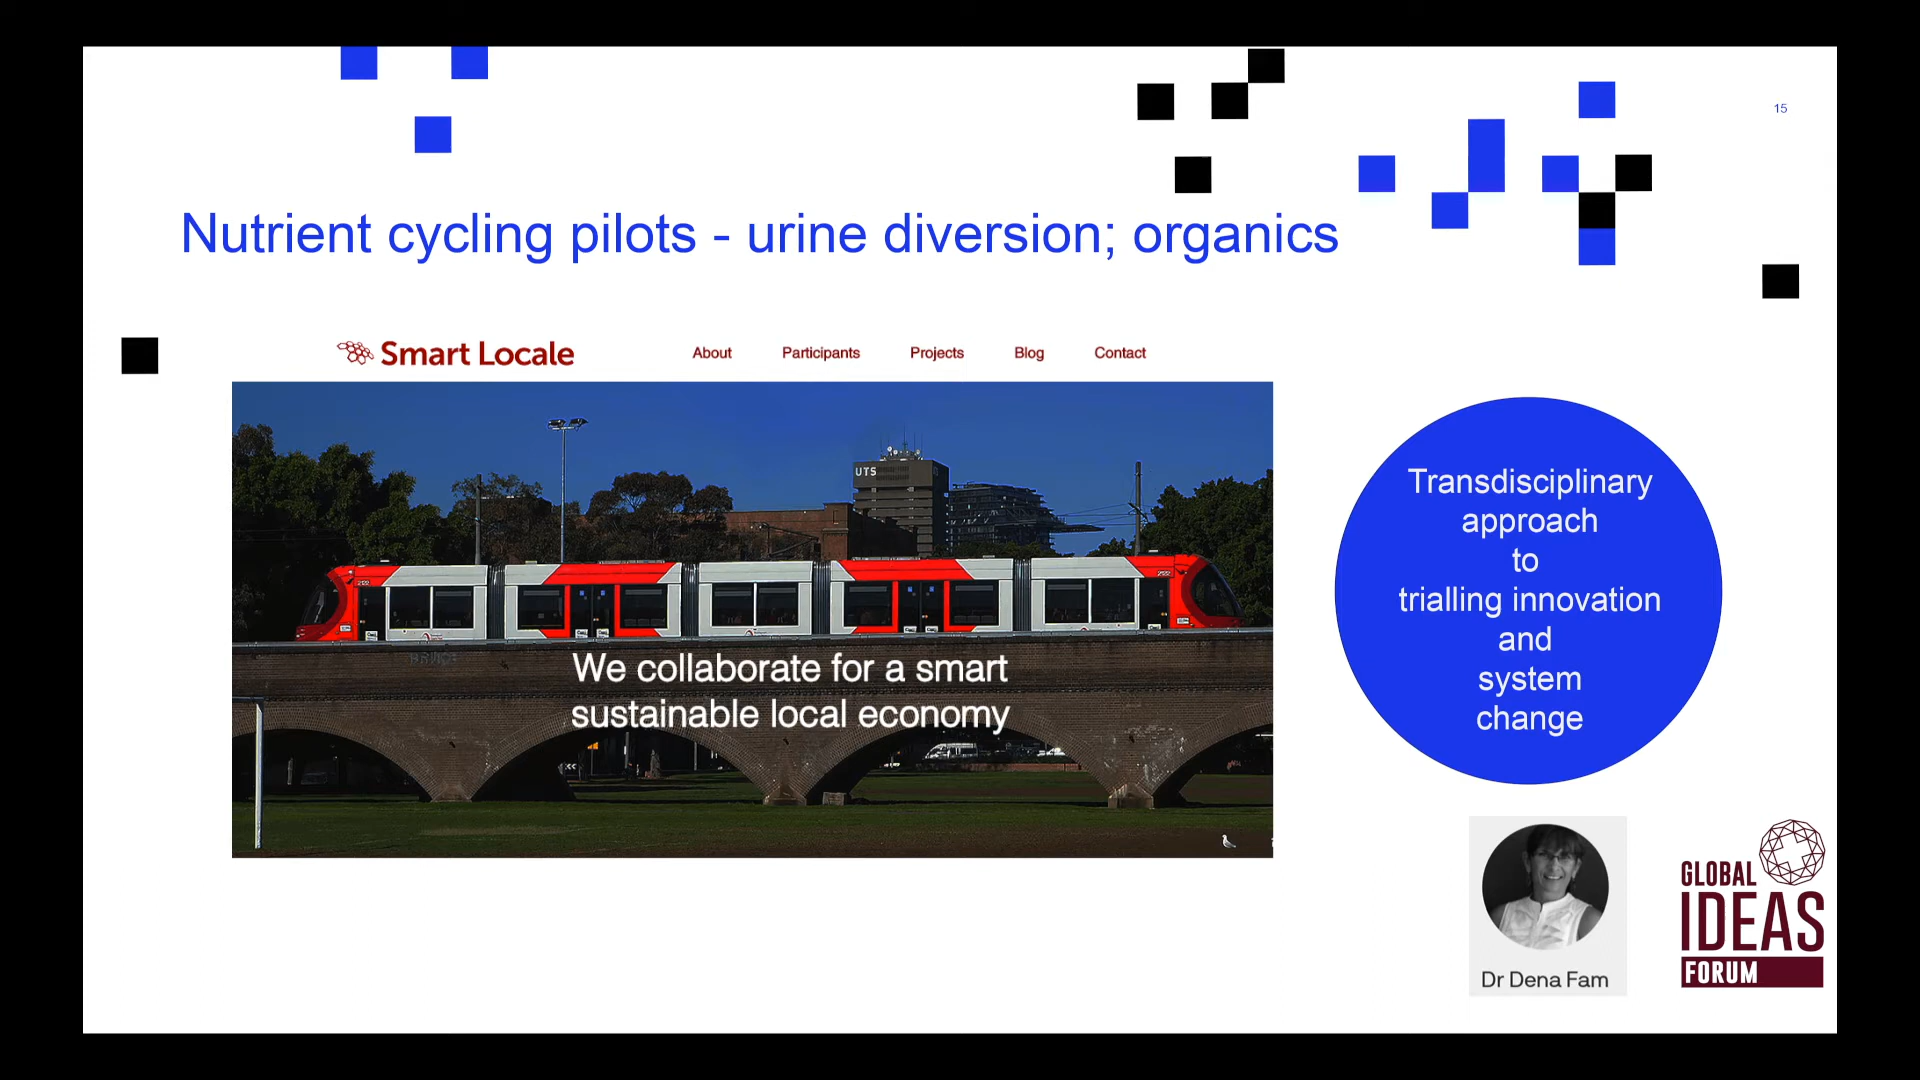 15
Nutrient cycling pilots - urine diversion; organics
Smart Locale
About Participants Projects Blog Contact
UTS
We collaborate for a smart
sustainable local economy
Transdisciplinary
approach
to
trialling innovation
and
system
change
Dr Dena Fam
GLOBAL
IDEAS
FORUM